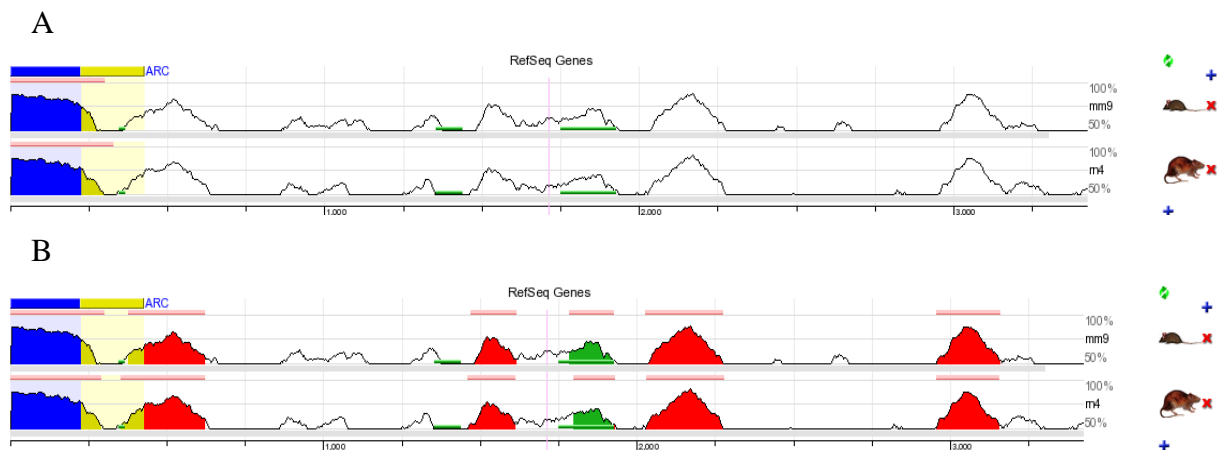 A
RefSeq Genes
ARC
100%
mm9
50%
100%
rn4
50%
1.000
2.000
3.000
B
RefSeq Genes
ARC
100%
mm9
50%
100%
rn4
50%
1.000
2.000
3.000